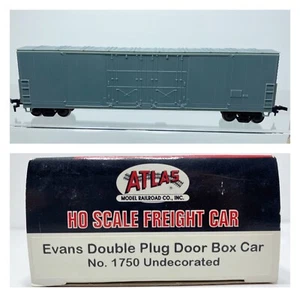 ATLAS
MODEL RAILROAD CO., INC.
HO SCALE FREIGHT CAR
Evans Double Plug Door Box Car
No. 1750 Undecorated